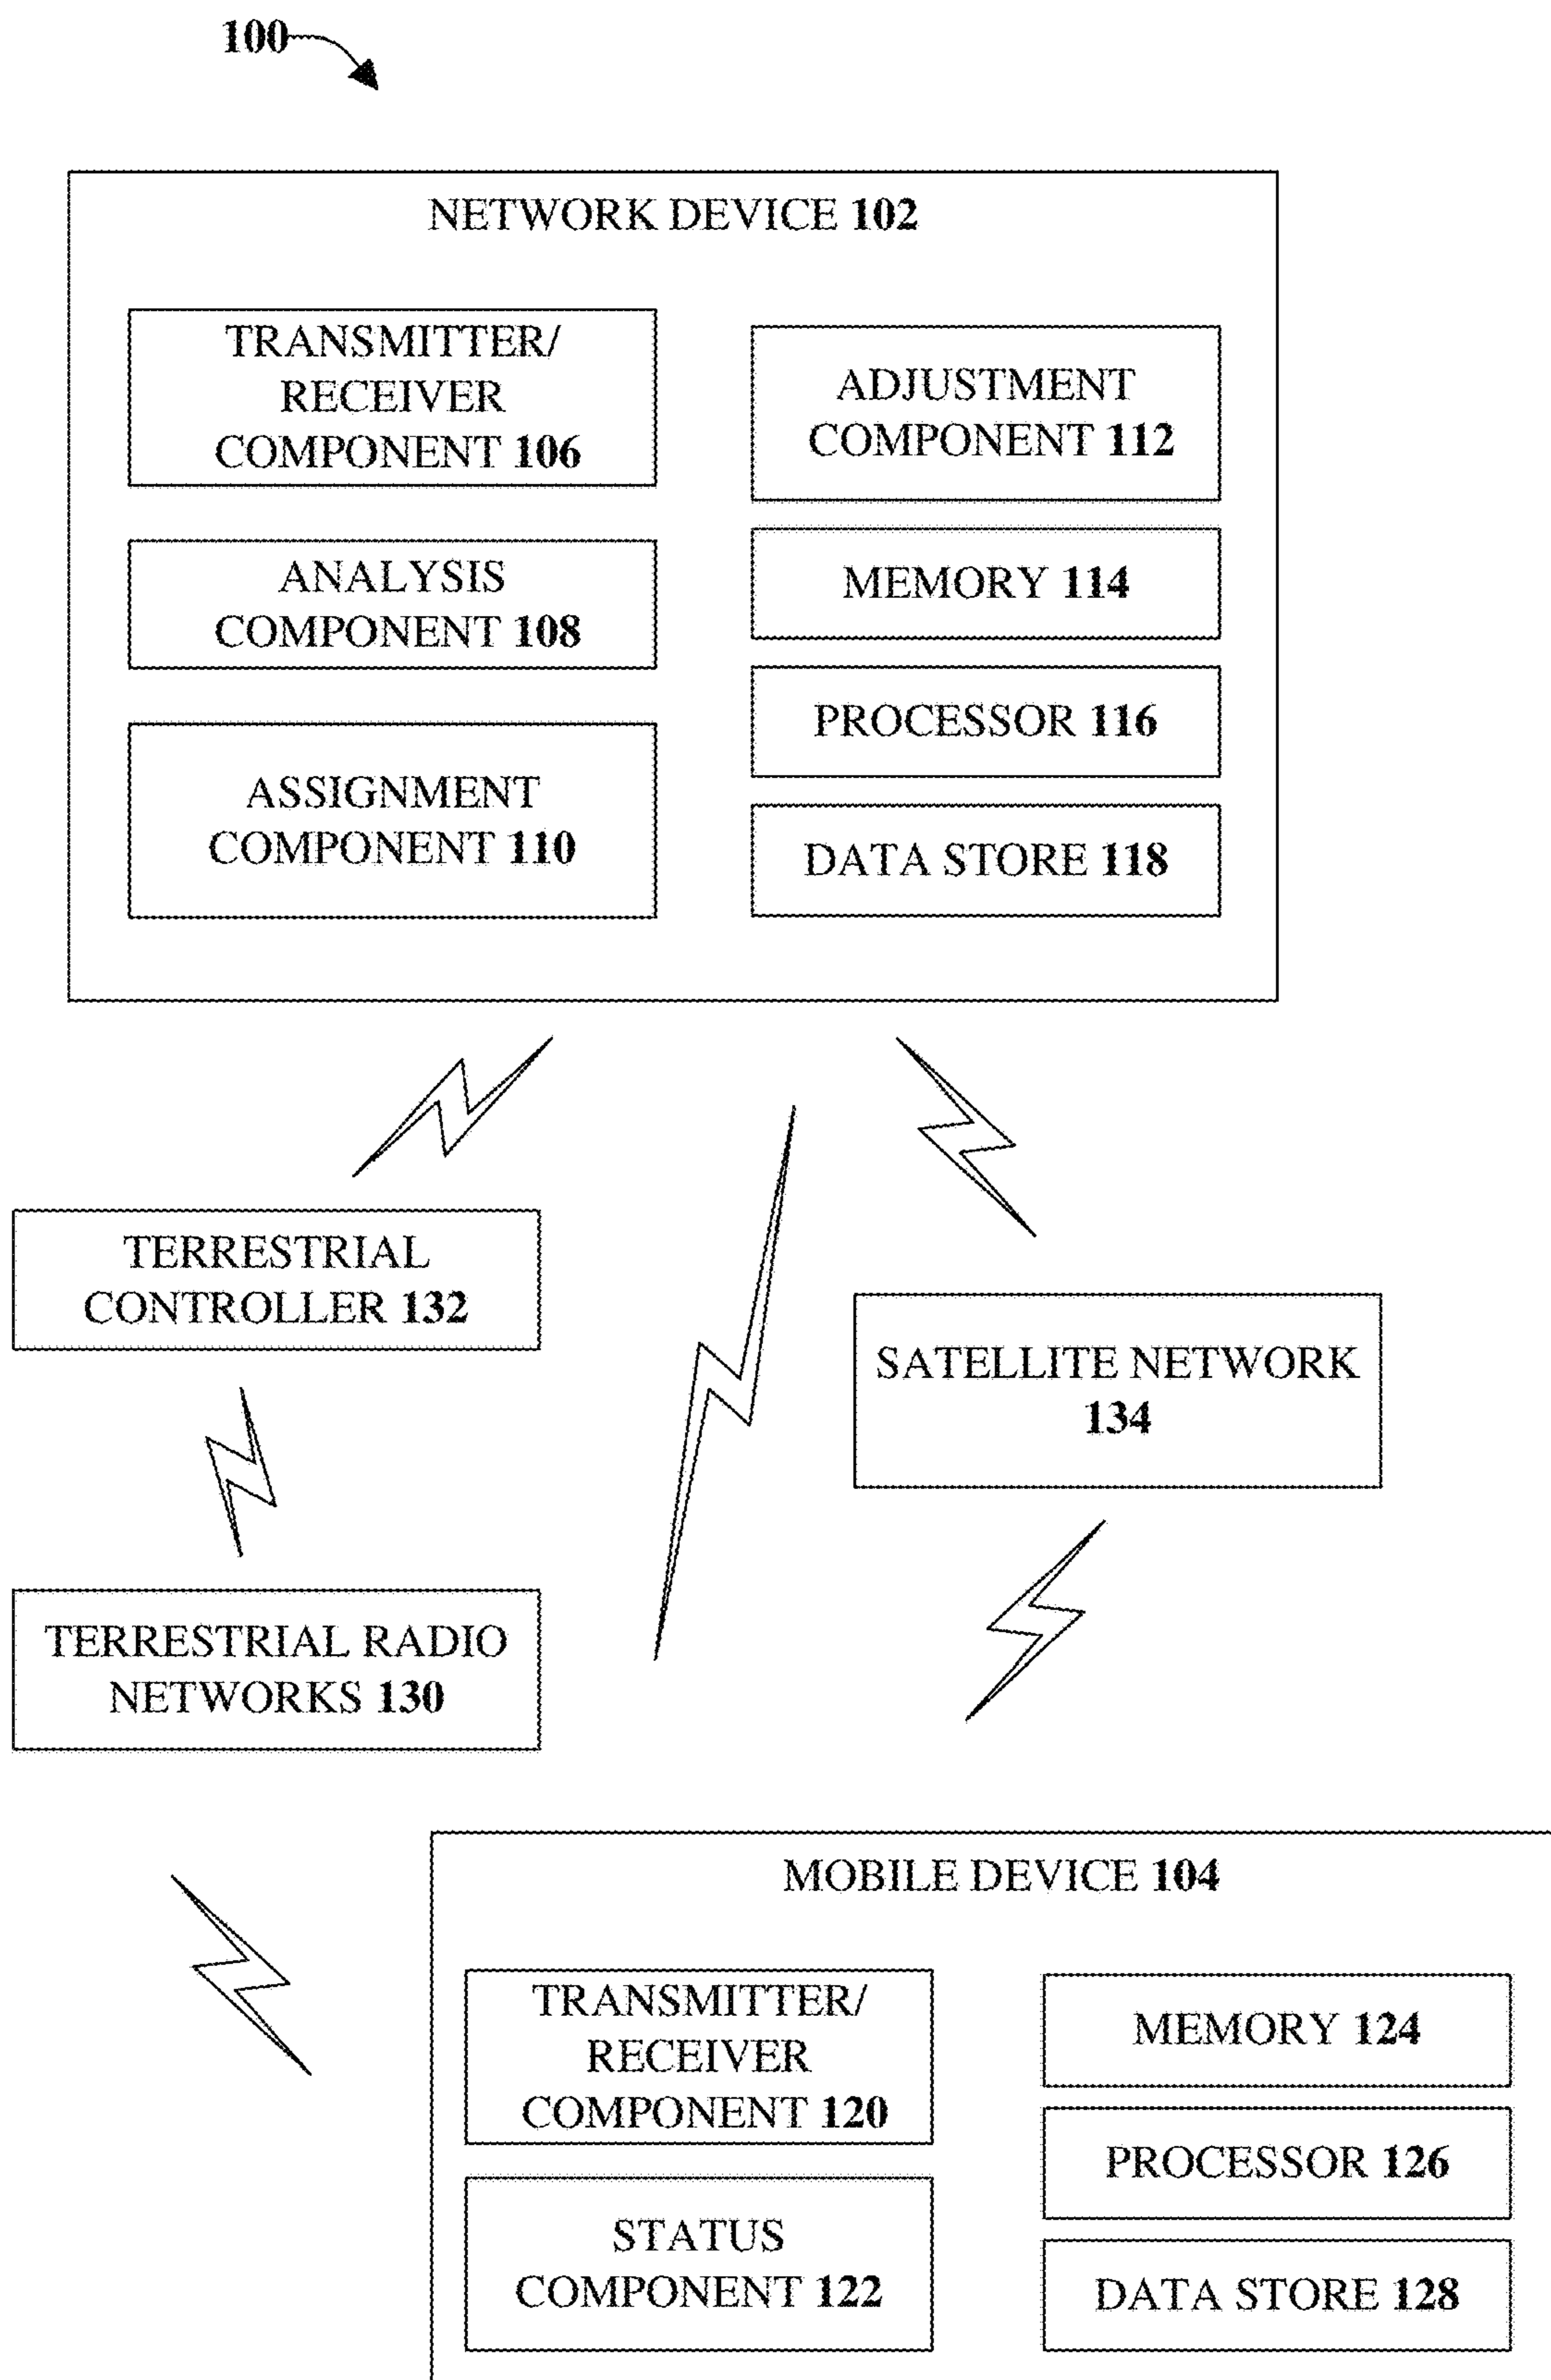 100
NETWORK DEVICE 102
TRANSMITTER/
RECEIVER
COMPONENT 106
ANALYSIS
COMPONENT 108
ASSIGNMENT
COMPONENT 110
ADJUSTMENT
COMPONENT 112
MEMORY 114
PROCESSOR 116
DATA STORE 118
TERRESTRIAL
CONTROLLER 132
SATELLITE NETWORK
134
TERRESTRIAL RADIO
NETWORKS 130
MOBILE DEVICE 104
TRANSMITTER/
RECEIVER
COMPONENT 120
STATUS
COMPONENT 122
MEMORY 124
PROCESSOR 126
DATA STORE 128